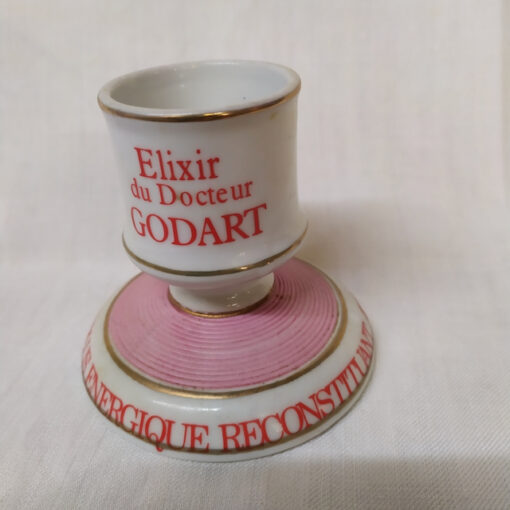 Elixir
du Docteur
GODART
ENERGIQUE RECONSTITUANT